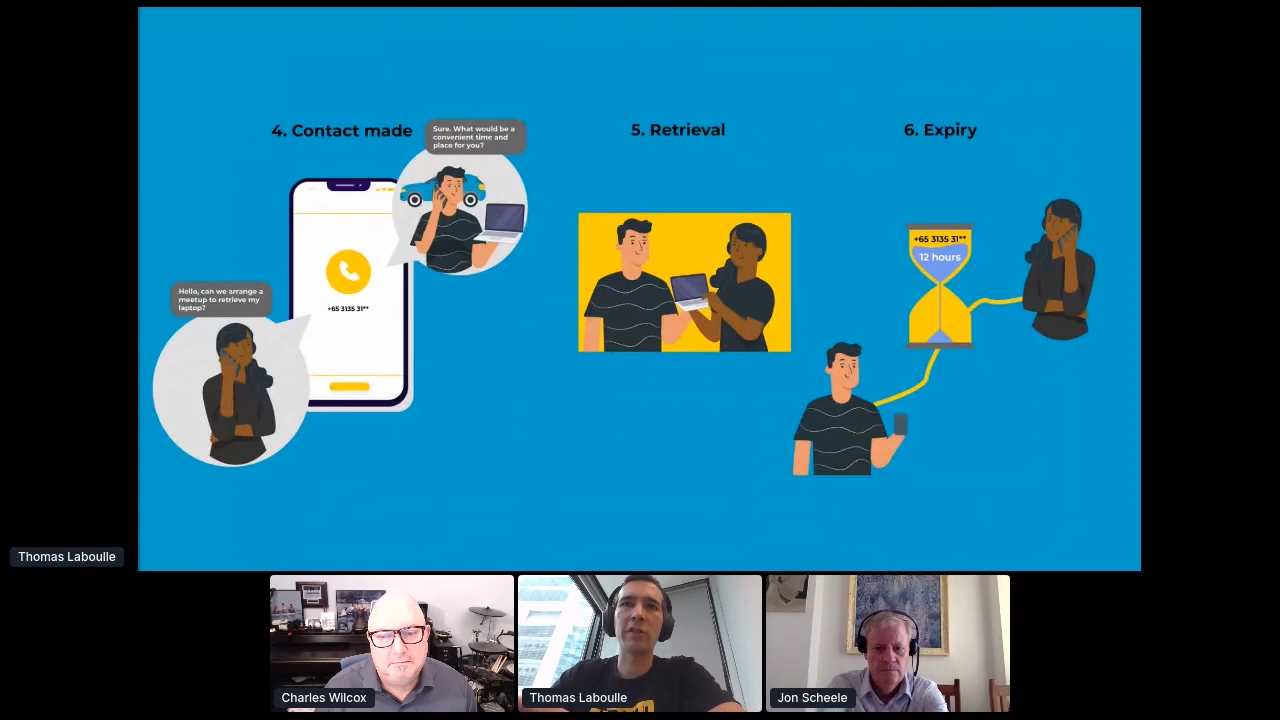 4. Contact made
Sure. What would be a
convenient time and
place for you?
Hello, can we arrange a
meetup to retrieve my
laptop?
+65 3135 31**
5. Retrieval
6. Expiry
+65 3135 31**
12 hours
Thomas Laboulle
Charles Wilcox
Thomas Laboulle
Jon Scheele